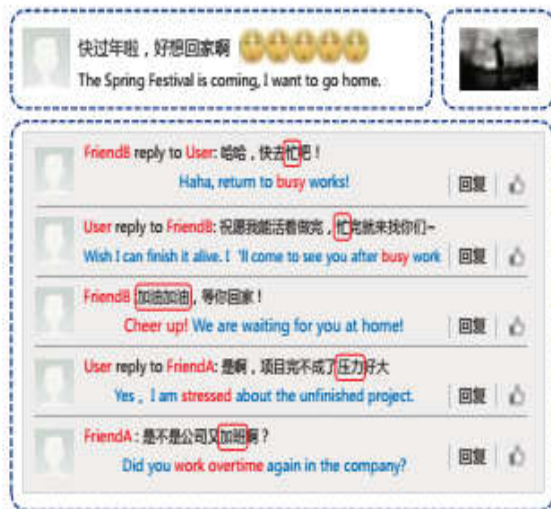 快过年啦，好想回家啊
The Spring Festival is coming, I want to go home.
FriendB reply to User: 哈哈，快去忙吧！
Haha, return to busy works!
回复
User reply to FriendB: 祝愿我能活着做完，忙完就来找你们~
Wish I can finish it alive. I 'll come to see you after busy work
回复
FriendB 加油加油，等你回家！
Cheer up! We are waiting for you at home!
回复
User reply to FriendA: 是啊，项目完不成了压力好大
Yes , I am stressed about the unfinished project.
回复
FriendA : 是不是公司又加班啊？
Did you work overtime again in the company?
回复